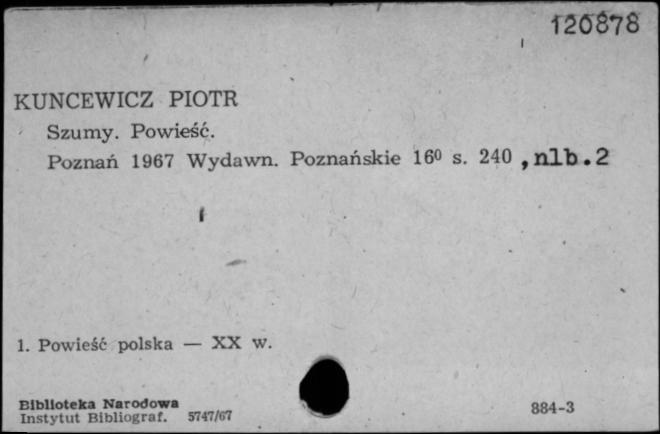 120878
KUNCEWICZ PIOTR
Szumy. Powieść.
Poznań 1967 Wydawn. Poznańskie 16⁰ s. 240 , nlb. 2
1. Powieść polska — XX w.
Biblioteka Narodowa
Instytut Bibliograf. 5747/67
884-3